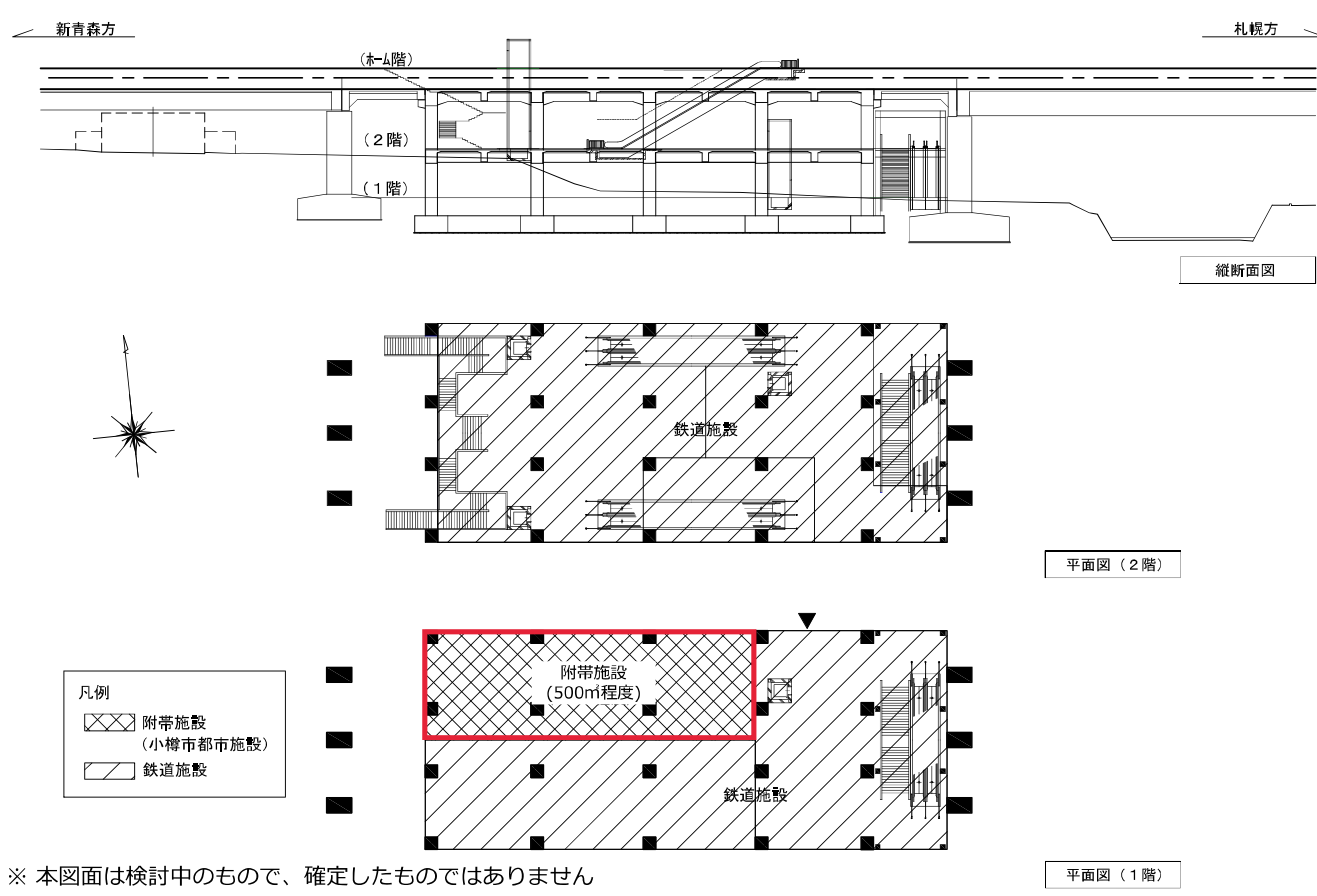 新青森方
札幌方
(ホーム階)
(2階)
(1階)
縦断面図
鉄道施設
平面図(2階)
附帯施設
(500㎡程度)
凡例
附帯施設
(小樽市都市施設)
鉄道施設
鉄道施設
平面図(1階)
※ 本図面は検討中のもので、確定したものではありません